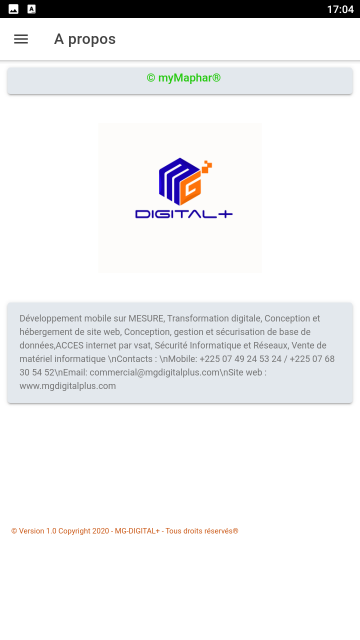 17:04
A propos
© myMaphar®
DIGITAL+
Développement mobile sur MESURE, Transformation digitale, Conception et
hébergement de site web, Conception, gestion et sécurisation de base de
données,ACCES internet par vsat, Sécurité Informatique et Réseaux, Vente de
matériel informatique \nContacts : \nMobile: +225 07 49 24 53 24 / +225 07 68
30 54 52\nEmail: commercial@mgdigitalplus.com\nSite web :
www.mgdigitalplus.com
© Version 1.0 Copyright 2020 - MG-DIGITAL+ - Tous droits réservés®